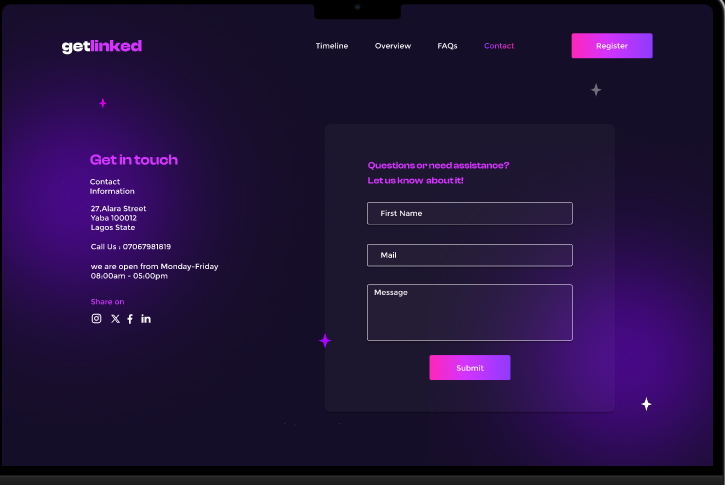 getlinked
Timeline
Overview
FAQs
Contact
Register
Get in touch
Contact
Information
27,Alara Street
Yaba 100012
Lagos State
Call Us : 07067981819
we are open from Monday-Friday
08:00am - 05:00pm
Share on
Questions or need assistance?
Let us know about it!
First Name
Mail
Message
Submit